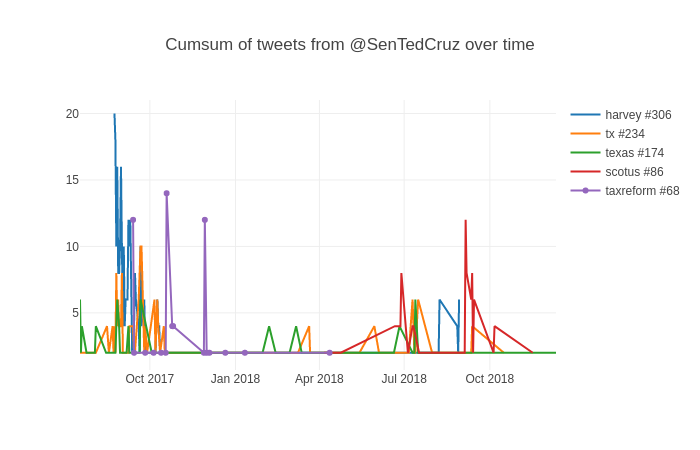 Cumsum of tweets from @SenTedCruz over time
20
15
10
5
Oct 2017
Jan 2018
Apr 2018
Jul 2018
Oct 2018
harvey #306
tx #234
texas #174
scotus #86
taxreform #68